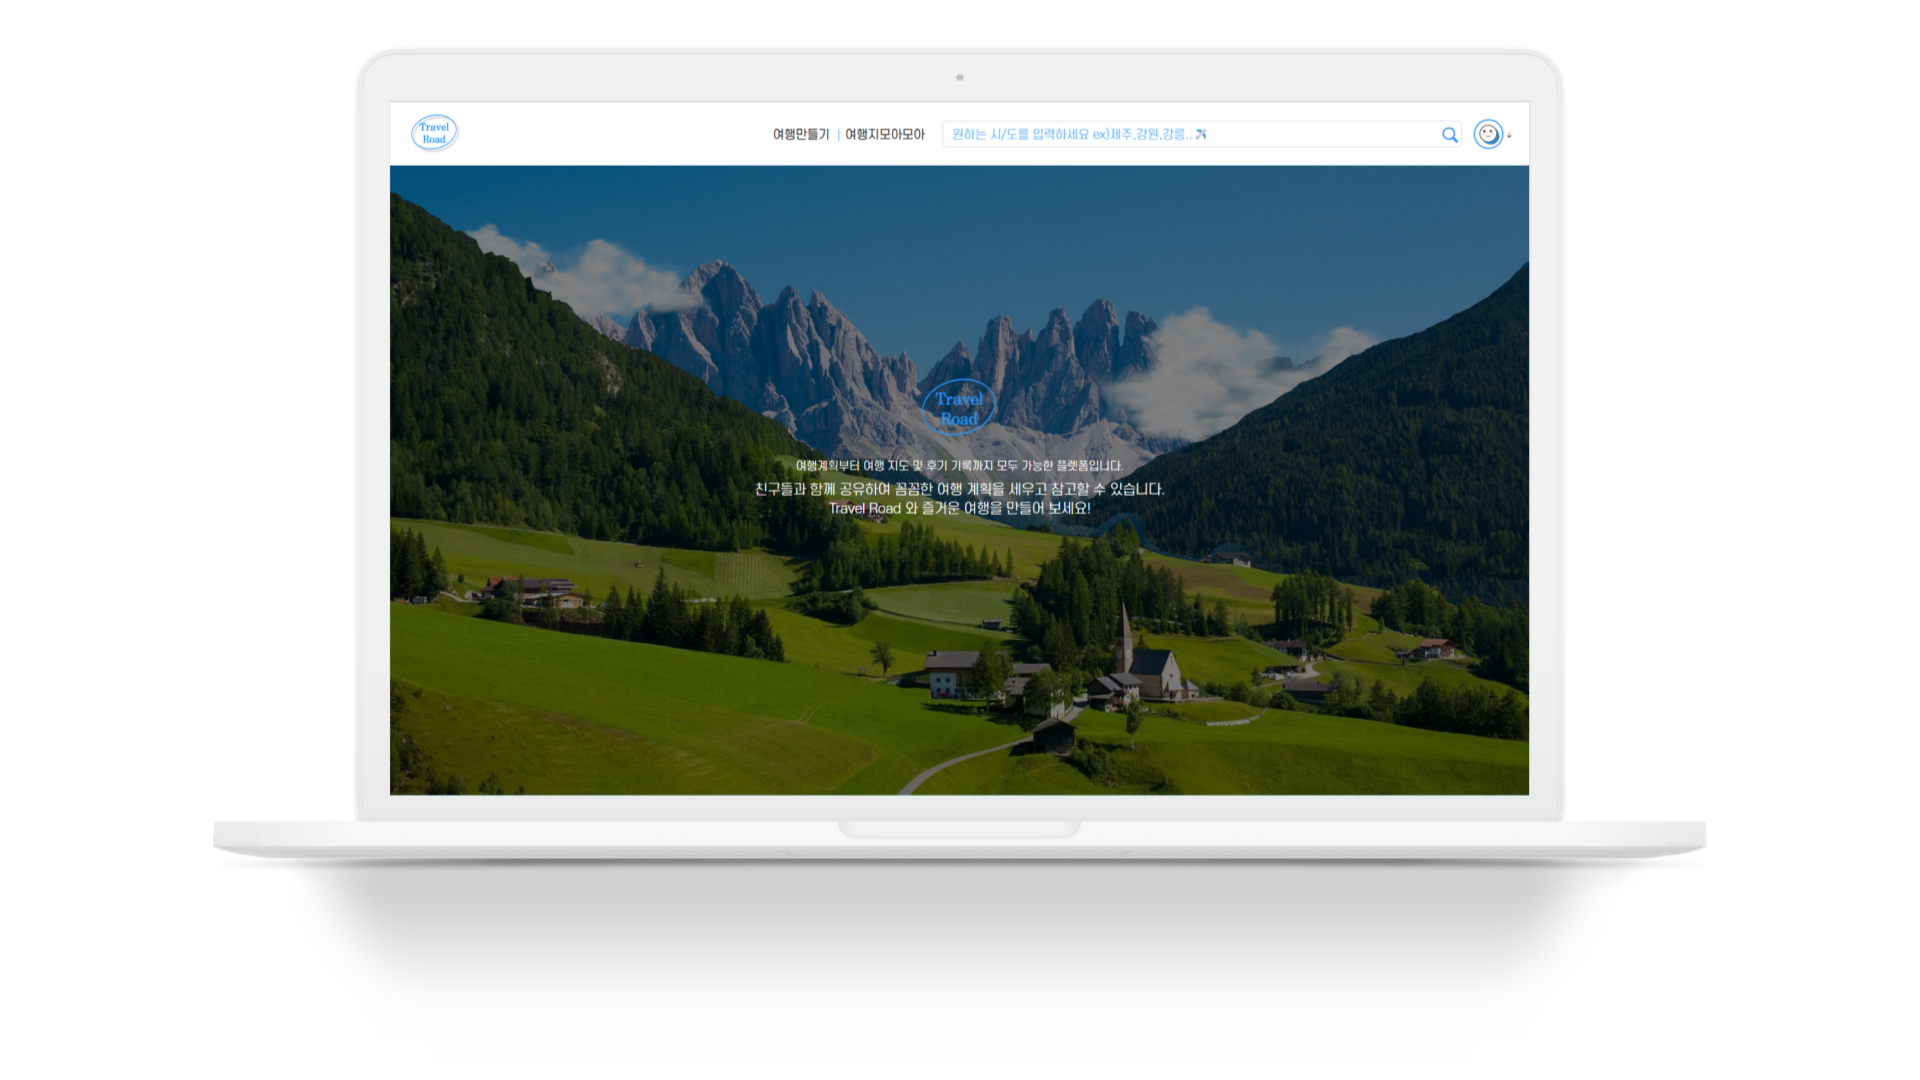 Travel
Road
여행만들기 | 여행지모아모아
원하는 시/도를 입력하세요 ex)제주,강원,강릉.. ✈
Travel
Road
여행계획부터 여행 지도 및 후기 기록까지 모두 가능한 플랫폼입니다.
친구들과 함께 공유하여 꼼꼼한 여행 계획을 세우고 참고할 수 있습니다.
Travel Road 와 즐거운 여행을 만들어 보세요!